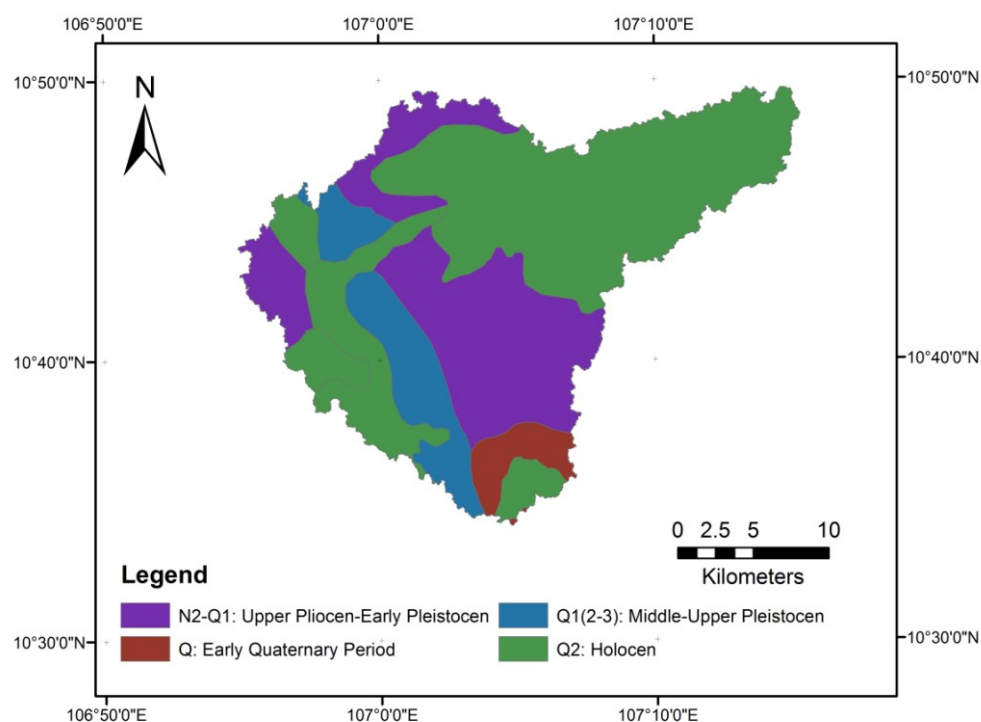 106°50'0"E 107°0'0"E 107°10'0"E
10°50'0"N 10°50'0"N
N
10°40'0"N 10°40'0"N
0 2.5 5 10
Kilometers
Legend
N2-Q1: Upper Pliocen-Early Pleistocen Q1(2-3): Middle-Upper Pleistocen
Q: Early Quaternary Period Q2: Holocen
10°30'0"N 10°30'0"N
106°50'0"E 107°0'0"E 107°10'0"E